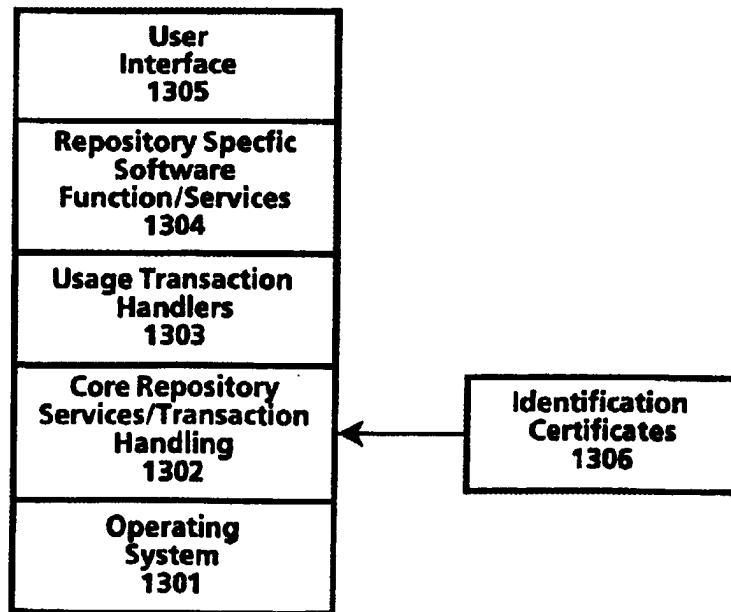 User
Interface
1305
Repository Specfic
Software
Function/Services
1304
Usage Transaction
Handlers
1303
Core Repository
Services/Transaction
Handling
1302
Identification
Certificates
1306
Operating
System
1301